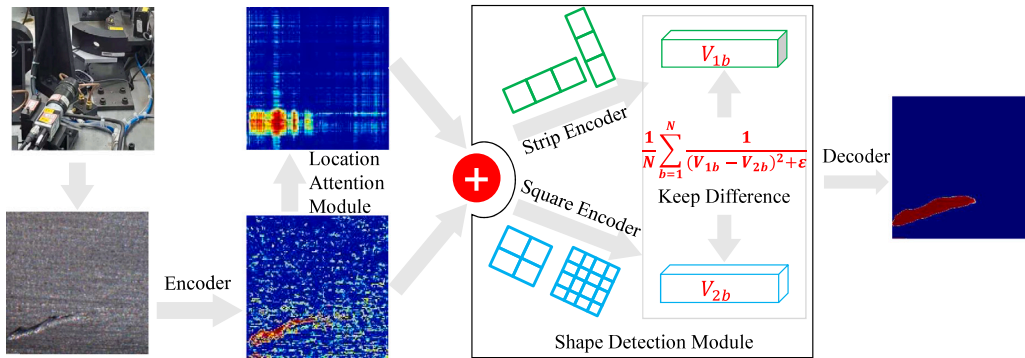 Encoder
Location
Attention
Module
+
Strip Encoder
Square Encoder
V₁b
1/N ∑_{b=1}^{N} 1/((V₁b − V₂b)² + ε)
Keep Difference
V₂b
Shape Detection Module
Decoder